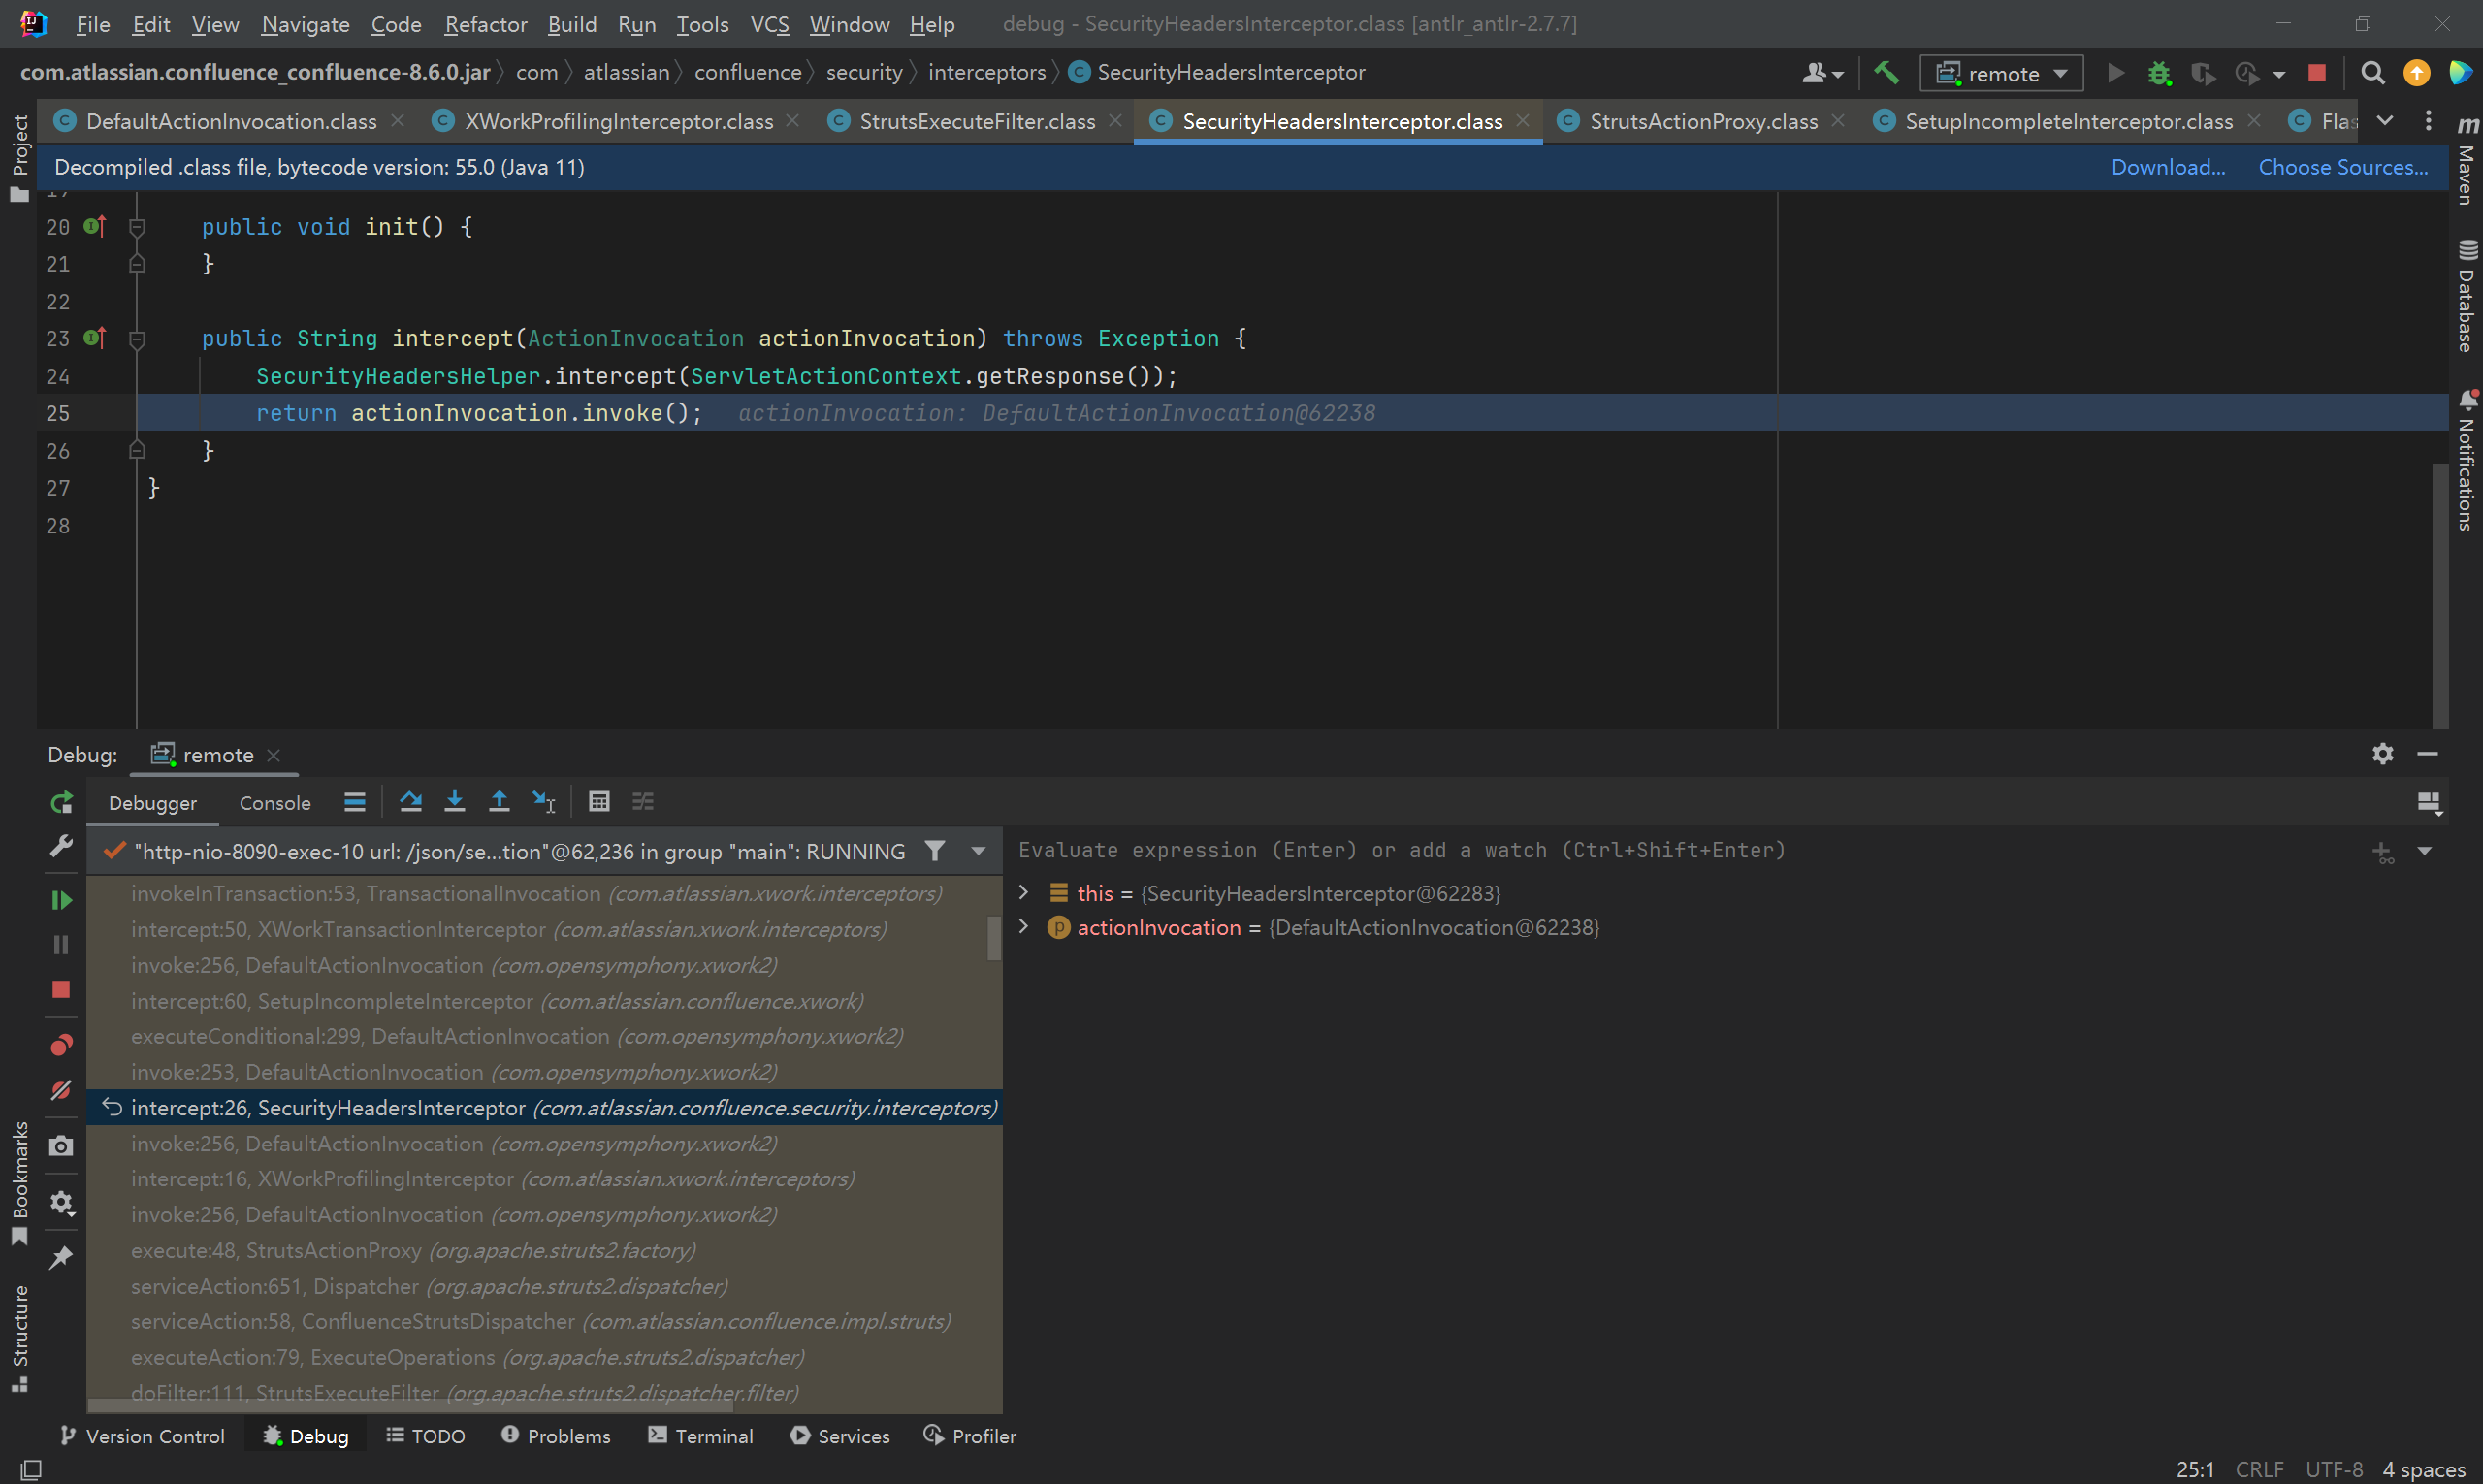 File Edit View Navigate Code Refactor Build Run Tools VCS Window Help debug - SecurityHeadersInterceptor.class [antlr_antlr-2.7.7]
com.atlassian.confluence_confluence-8.6.0.jar com atlassian confluence security interceptors SecurityHeadersInterceptor remote
DefaultActionInvocation.class XWorkProfilingInterceptor.class StrutsExecuteFilter.class SecurityHeadersInterceptor.class StrutsActionProxy.class SetupIncompleteInterceptor.class
Decompiled .class file, bytecode version: 55.0 (Java 11) Download... Choose Sources...
20 public void init() {
21 }
22
23 public String intercept(ActionInvocation actionInvocation) throws Exception {
24 SecurityHeadersHelper.intercept(ServletActionContext.getResponse());
25 return actionInvocation.invoke(); actionInvocation: DefaultActionInvocation@62238
26 }
27 }
28
Project
Bookmarks
Structure
Maven
Database
Notifications
Debug: remote
Debugger Console
"http-nio-8090-exec-10 url: /json/se...tion"@62,236 in group "main": RUNNING
invokeInTransaction:53, TransactionalInvocation (com.atlassian.xwork.interceptors)
intercept:50, XWorkTransactionInterceptor (com.atlassian.xwork.interceptors)
invoke:256, DefaultActionInvocation (com.opensymphony.xwork2)
intercept:60, SetupIncompleteInterceptor (com.atlassian.confluence.xwork)
executeConditional:299, DefaultActionInvocation (com.opensymphony.xwork2)
invoke:253, DefaultActionInvocation (com.opensymphony.xwork2)
intercept:26, SecurityHeadersInterceptor (com.atlassian.confluence.security.interceptors)
invoke:256, DefaultActionInvocation (com.opensymphony.xwork2)
intercept:16, XWorkProfilingInterceptor (com.atlassian.xwork.interceptors)
invoke:256, DefaultActionInvocation (com.opensymphony.xwork2)
execute:48, StrutsActionProxy (org.apache.struts2.factory)
serviceAction:651, Dispatcher (org.apache.struts2.dispatcher)
serviceAction:58, ConfluenceStrutsDispatcher (com.atlassian.confluence.impl.struts)
executeAction:79, ExecuteOperations (org.apache.struts2.dispatcher)
doFilter:111, StrutsExecuteFilter (org.apache.struts2.dispatcher.filter)
Evaluate expression (Enter) or add a watch (Ctrl+Shift+Enter)
this = {SecurityHeadersInterceptor@62283}
actionInvocation = {DefaultActionInvocation@62238}
Version Control Debug TODO Problems Terminal Services Profiler
25:1 CRLF UTF-8 4 spaces